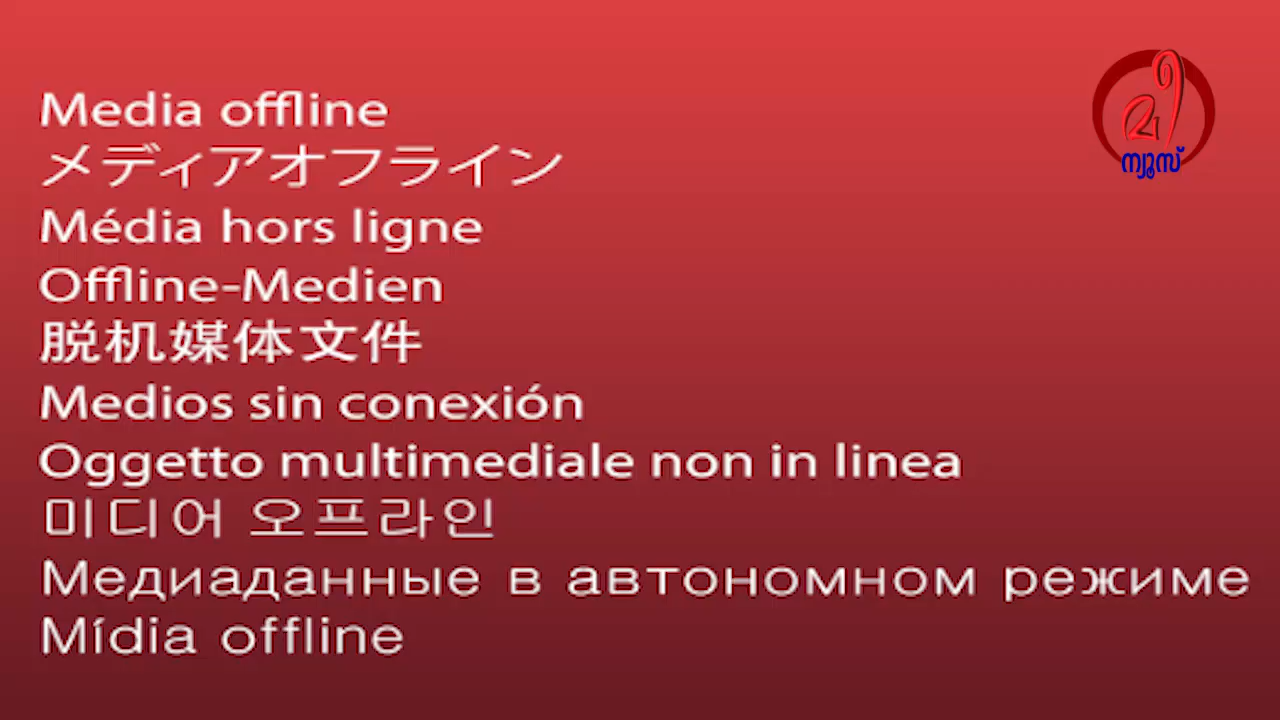 Media offline
メディアオフライン
Média hors ligne
Offline-Medien
脱机媒体文件
Medios sin conexión
Oggetto multimediale non in linea
미디어 오프라인
Медиаданные в автономном режиме
Mídia offline
ന്യൂസ്